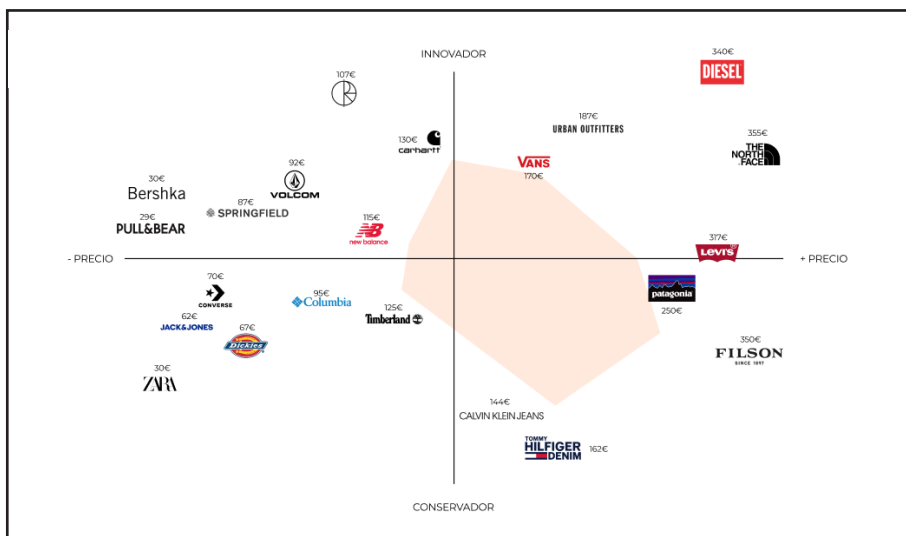 INNOVADOR
340€
DIESEL
107€
187€
URBAN OUTFITTERS
130€
carhartt
355€
THE
NORTH
FACE
VANS
170€
92€
VOLCOM
30€
Bershka
87€
SPRINGFIELD
29€
PULL&BEAR
115€
NB
new balance
317€
LEVI'S
- PRECIO
+ PRECIO
70€
CONVERSE
95€
Columbia
patagonia
250€
125€
Timberland
62€
JACK&JONES
67€
Dickies
350€
FILSON
SINCE 1897
30€
ZARA
144€
CALVIN KLEIN JEANS
TOMMY
HILFIGER
DENIM
162€
CONSERVADOR